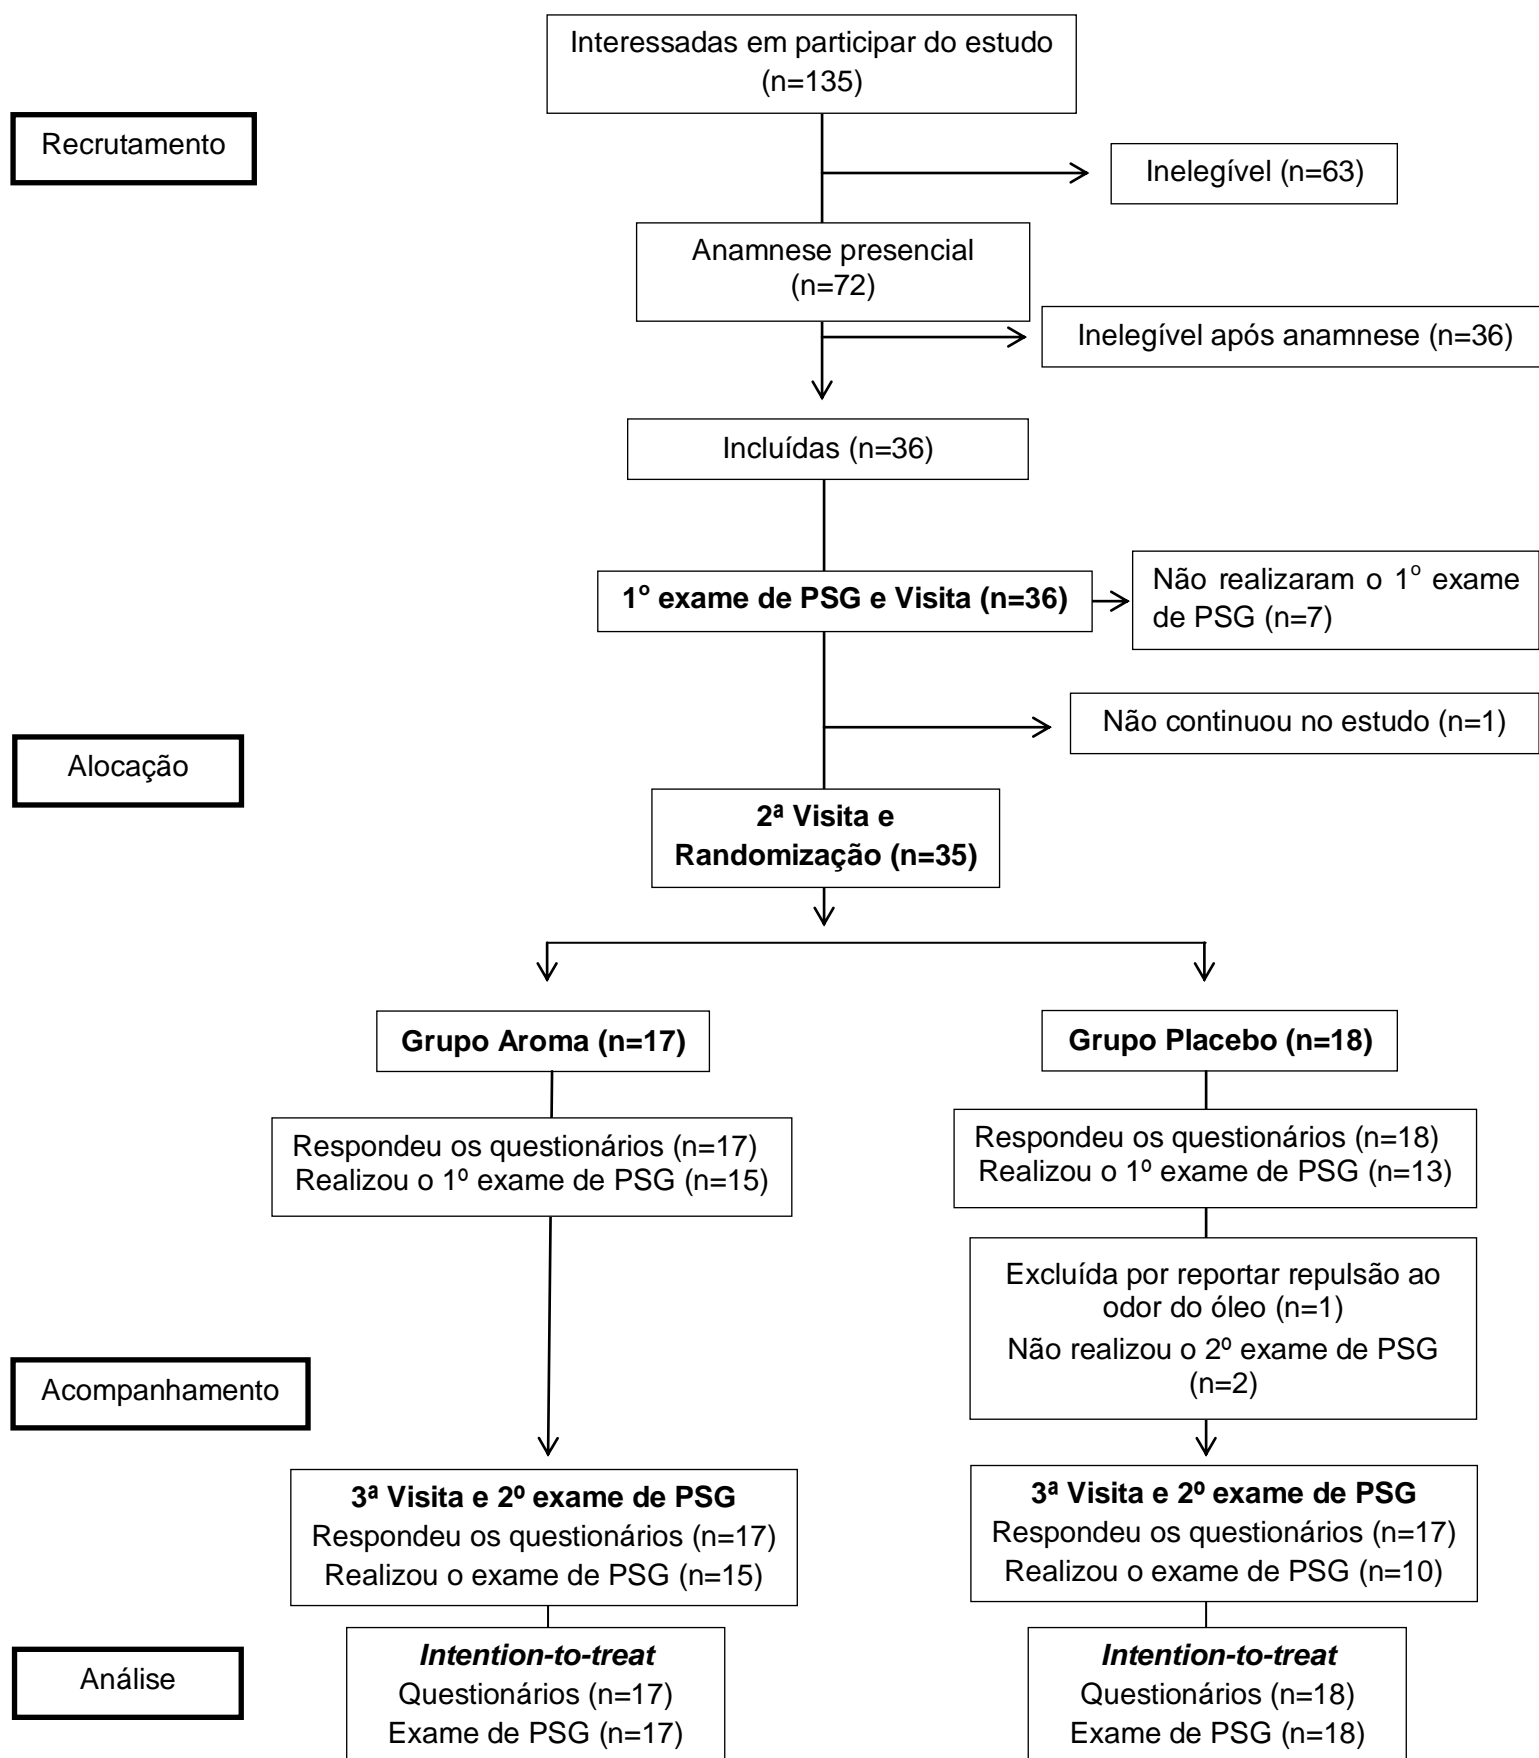 Interessadas em participar do estudo
(n=135)
Recrutamento
Inelegível (n=63)
Anamnese presencial
(n=72)
Inelegível após anamnese (n=36)
Incluídas (n=36)
1º exame de PSG e Visita (n=36)
Não realizaram o 1º exame
de PSG (n=7)
Não continuou no estudo (n=1)
Alocação
2ª Visita e
Randomização (n=35)
Grupo Aroma (n=17)
Grupo Placebo (n=18)
Respondeu os questionários (n=17)
Realizou o 1º exame de PSG (n=15)
Respondeu os questionários (n=18)
Realizou o 1º exame de PSG (n=13)
Excluída por reportar repulsão ao
odor do óleo (n=1)
Não realizou o 2º exame de PSG
(n=2)
Acompanhamento
3ª Visita e 2º exame de PSG
Respondeu os questionários (n=17)
Realizou o exame de PSG (n=15)
3ª Visita e 2º exame de PSG
Respondeu os questionários (n=17)
Realizou o exame de PSG (n=10)
Análise
Intention-to-treat
Questionários (n=17)
Exame de PSG (n=17)
Intention-to-treat
Questionários (n=18)
Exame de PSG (n=18)